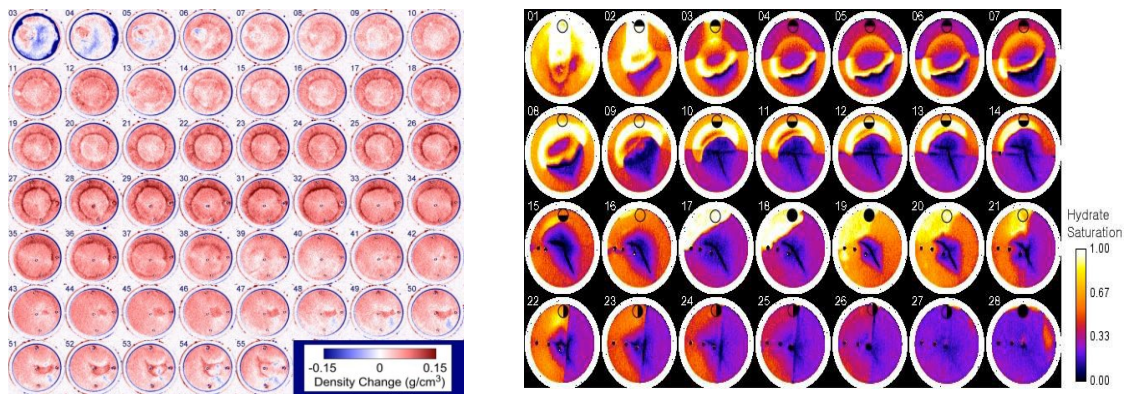 03 04 05 06 07 08 09 10
11 12 13 14 15 16 17 18
19 20 21 22 23 24 25 26
27 28 29 30 31 32 33 34
35 36 37 38 39 40 41 42
43 44 45 46 47 48 49 50
51 52 53 54 55
-0.15 0 0.15
Density Change (g/cm³)
01 02 03 04 05 06 07
08 09 10 11 12 13 14
15 16 17 18 19 20 21
22 23 24 25 26 27 28
Hydrate
Saturation
1.00
0.67
0.33
0.00